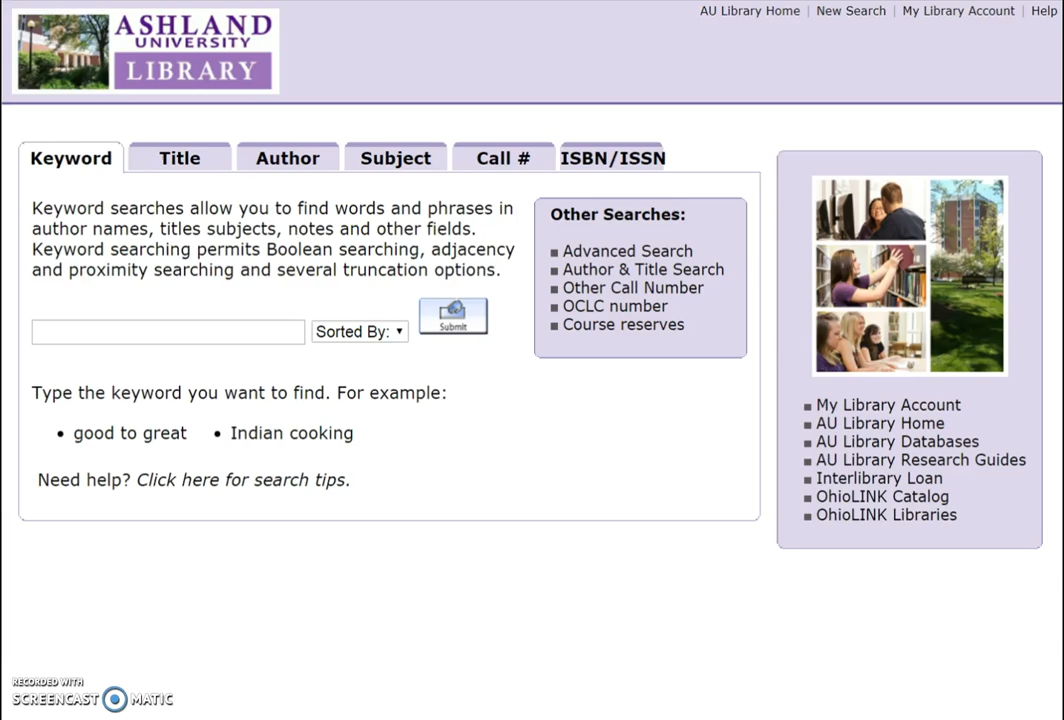 ASHLAND
UNIVERSITY
LIBRARY
AU Library Home | New Search | My Library Account | Help
Keyword Title Author Subject Call # ISBN/ISSN
Keyword searches allow you to find words and phrases in
author names, titles subjects, notes and other fields.
Keyword searching permits Boolean searching, adjacency
and proximity searching and several truncation options.
Sorted By:
Submit
Type the keyword you want to find. For example:
• good to great • Indian cooking
Need help? Click here for search tips.
Other Searches:
Advanced Search
Author & Title Search
Other Call Number
OCLC number
Course reserves
My Library Account
AU Library Home
AU Library Databases
AU Library Research Guides
Interlibrary Loan
OhioLINK Catalog
OhioLINK Libraries
RECORDED WITH
SCREENCAST MATIC